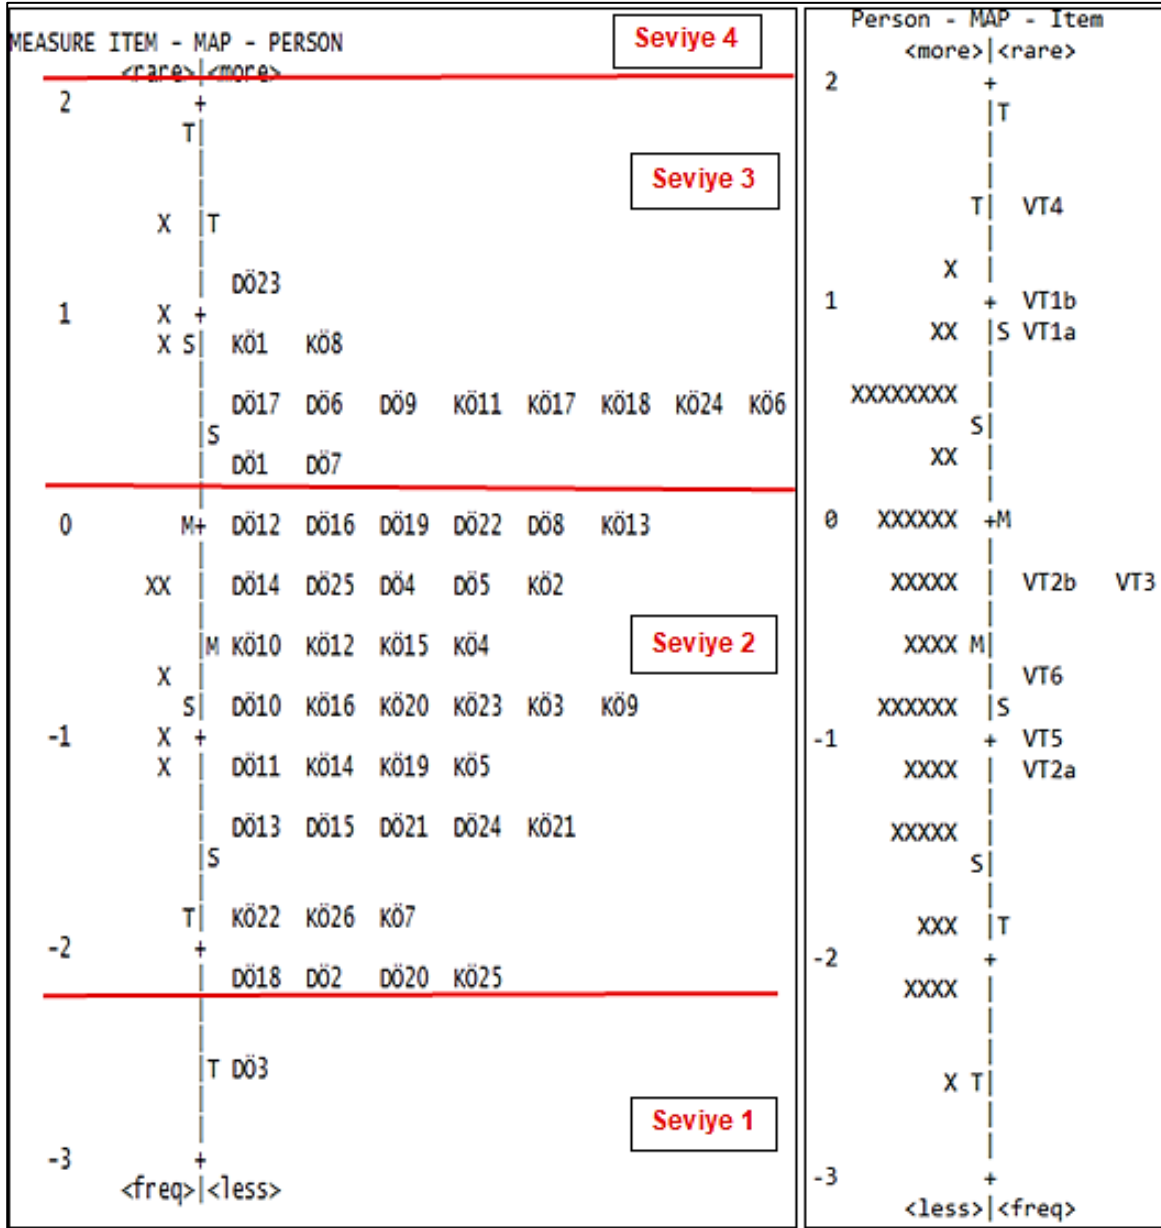 Seviye 4
MEASURE ITEM - MAP - PERSON
<rare>|<more>
2 +
T|
Seviye 3
X |T
DÖ23
1 X +
X S| KÖ1 KÖ8
DÖ17 DÖ6 DÖ9 KÖ11 KÖ17 KÖ18 KÖ24 KÖ6
|S
DÖ1 DÖ7
0 M+ DÖ12 DÖ16 DÖ19 DÖ22 DÖ8 KÖ13
XX | DÖ14 DÖ25 DÖ4 DÖ5 KÖ2
|M KÖ10 KÖ12 KÖ15 KÖ4
Seviye 2
X |
S| DÖ10 KÖ16 KÖ20 KÖ23 KÖ3 KÖ9
-1 X +
X | DÖ11 KÖ14 KÖ19 KÖ5
DÖ13 DÖ15 DÖ21 DÖ24 KÖ21
|S
T| KÖ22 KÖ26 KÖ7
-2 +
DÖ18 DÖ2 DÖ20 KÖ25
|T DÖ3
Seviye 1
-3 +
<freq>|<less>
Person - MAP - Item
<more>|<rare>
2 +
|T
T| VT4
X |
1 + VT1b
XX |S VT1a
XXXXXXXX |
S|
XX |
0 XXXXXX +M
XXXXX | VT2b VT3
XXXX M|
| VT6
XXXXXX |S
-1 + VT5
XXXX | VT2a
XXXXX |
S|
XXX |T
-2 +
XXXX |
X T|
-3 +
<less>|<freq>